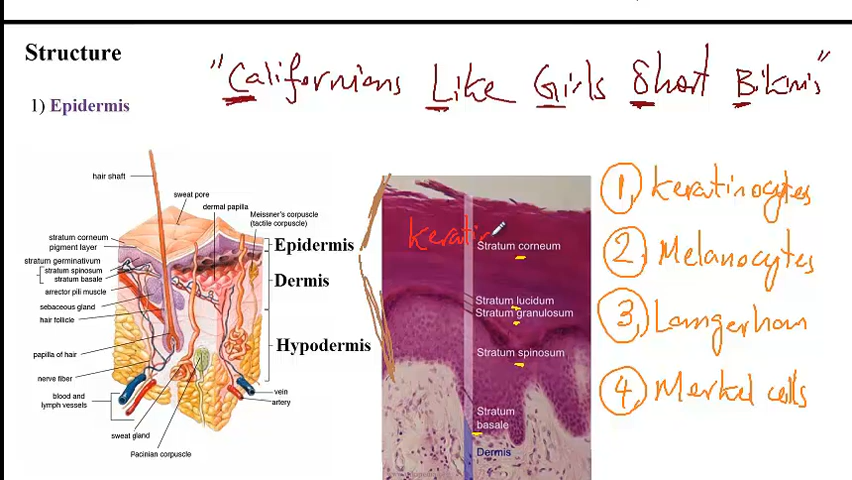 Structure
"Californians Like Girls Short Bikinis"
1) Epidermis
hair shaft
sweat pore
dermal papilla
Meissner's corpuscle
(tactile corpuscle)
stratum corneum
pigment layer
stratum germinativum
stratum spinosum
stratum basale
arrector pili muscle
sebaceous gland
hair follicle
papilla of hair
nerve fiber
blood and
lymph vessels
sweat gland
Pacinian corpuscle
vein
artery
Epidermis
Dermis
Hypodermis
keratin
Stratum corneum
Stratum lucidum
Stratum granulosum
Stratum spinosum
Stratum
basale
Dermis
1, keratinocytes
2. Melanocytes
3, Langerhan
4, Merkel cells